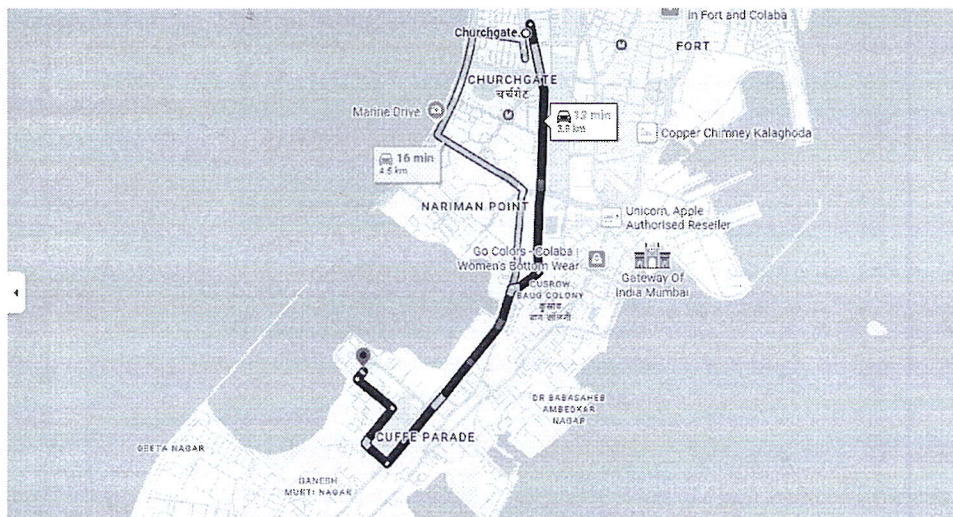 in Fort and Colaba
Churchgate
FORT
CHURCHGATE
चर्चगेट
Marine Drive
Copper Chimney Kalaghoda
16 min
4.5 km
NARIMAN POINT
Unicorn, Apple
Authorised Reseller
Go Colors - Colaba |
Women's Bottom Wear
Gateway Of
India Mumbai
CUSROW
BAUG COLONY
DR BABASAHEB
AMBEDKAR
NAGAR
CUFFE PARADE
GEETA NAGAR
GANESH
MURTI NAGAR